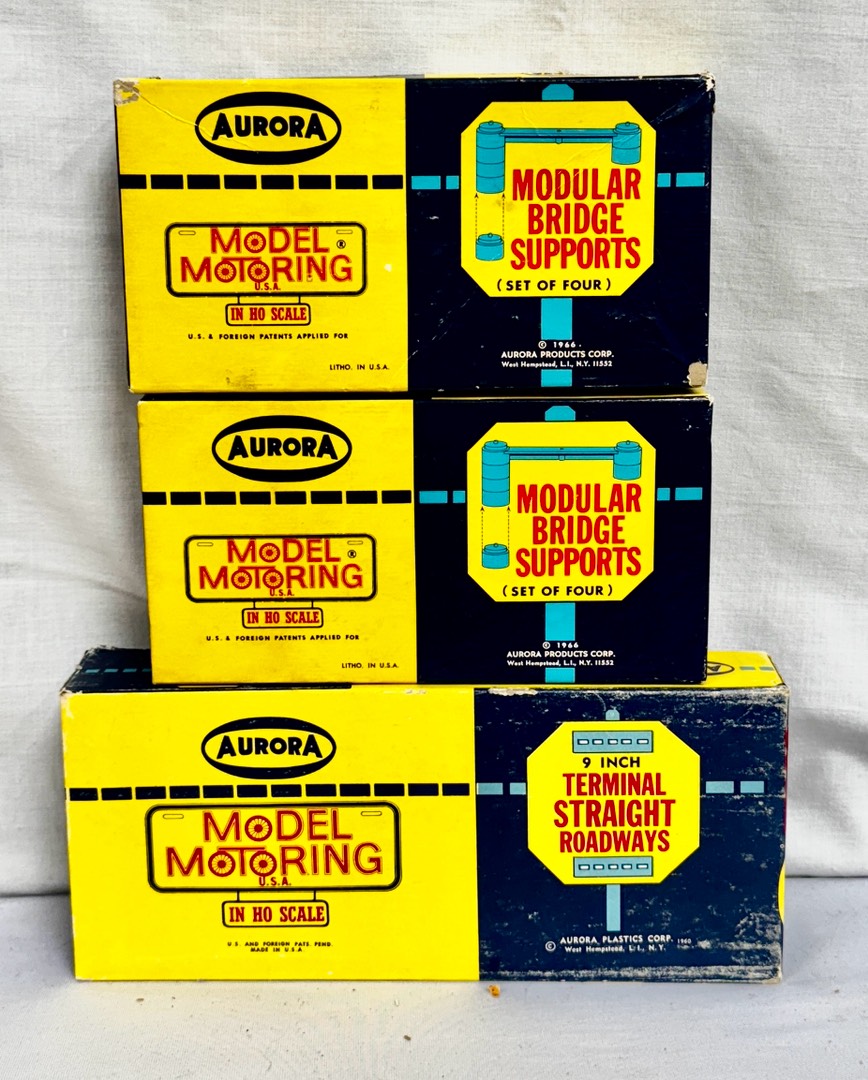 AURORA
MODEL ®
MOTORING
U.S.A.
IN HO SCALE
U.S. & FOREIGN PATENTS APPLIED FOR
LITHO. IN U.S.A.
MODULAR
BRIDGE
SUPPORTS
(SET OF FOUR)
© 1966
AURORA PRODUCTS CORP.
West Hempstead, L.I., N.Y. 11552
AURORA
MODEL ®
MOTORING
U.S.A.
IN HO SCALE
U.S. & FOREIGN PATENTS APPLIED FOR
LITHO. IN U.S.A.
MODULAR
BRIDGE
SUPPORTS
(SET OF FOUR)
© 1966
AURORA PRODUCTS CORP.
West Hempstead, L.I., N.Y. 11552
AURORA
MODEL
MOTORING
U.S.A.
IN HO SCALE
U.S. AND FOREIGN PATS. PEND.
MADE IN U.S.A
9 INCH
TERMINAL
STRAIGHT
ROADWAYS
© AURORA PLASTICS CORP. 1960
West Hempstead, L.I., N.Y.